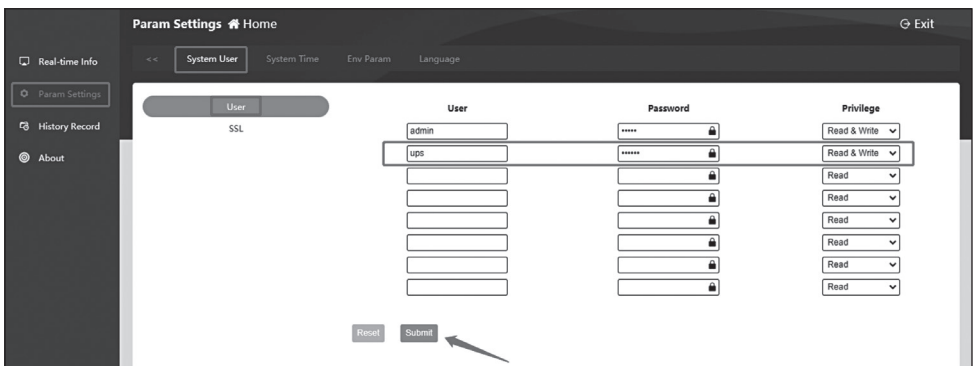 Param Settings Home
Exit
Real-time Info
Param Settings
History Record
About
<< System User System Time Env Param Language
User
SSL
User Password Privilege
admin ••••• Read & Write
ups •••••• Read & Write
Read
Read
Read
Read
Read
Read
Reset Submit